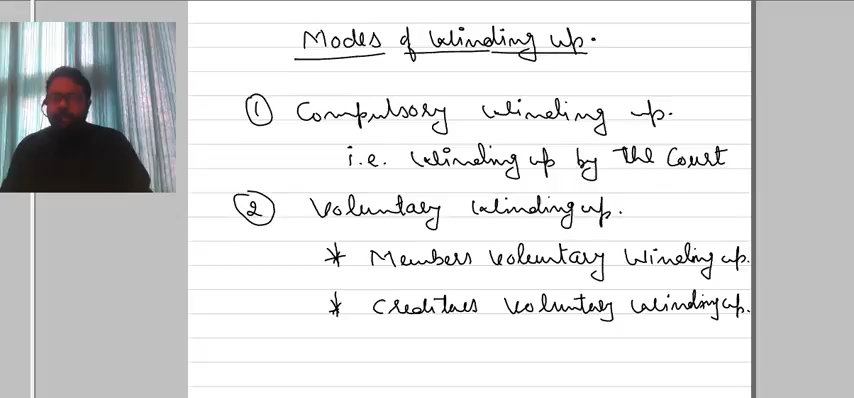 Modes of Winding up.
① Compulsory Winding up.
i.e. Winding up by the Court
② Voluntary Winding up.
* Members Voluntary Winding up.
* Creditors Voluntary Winding up.